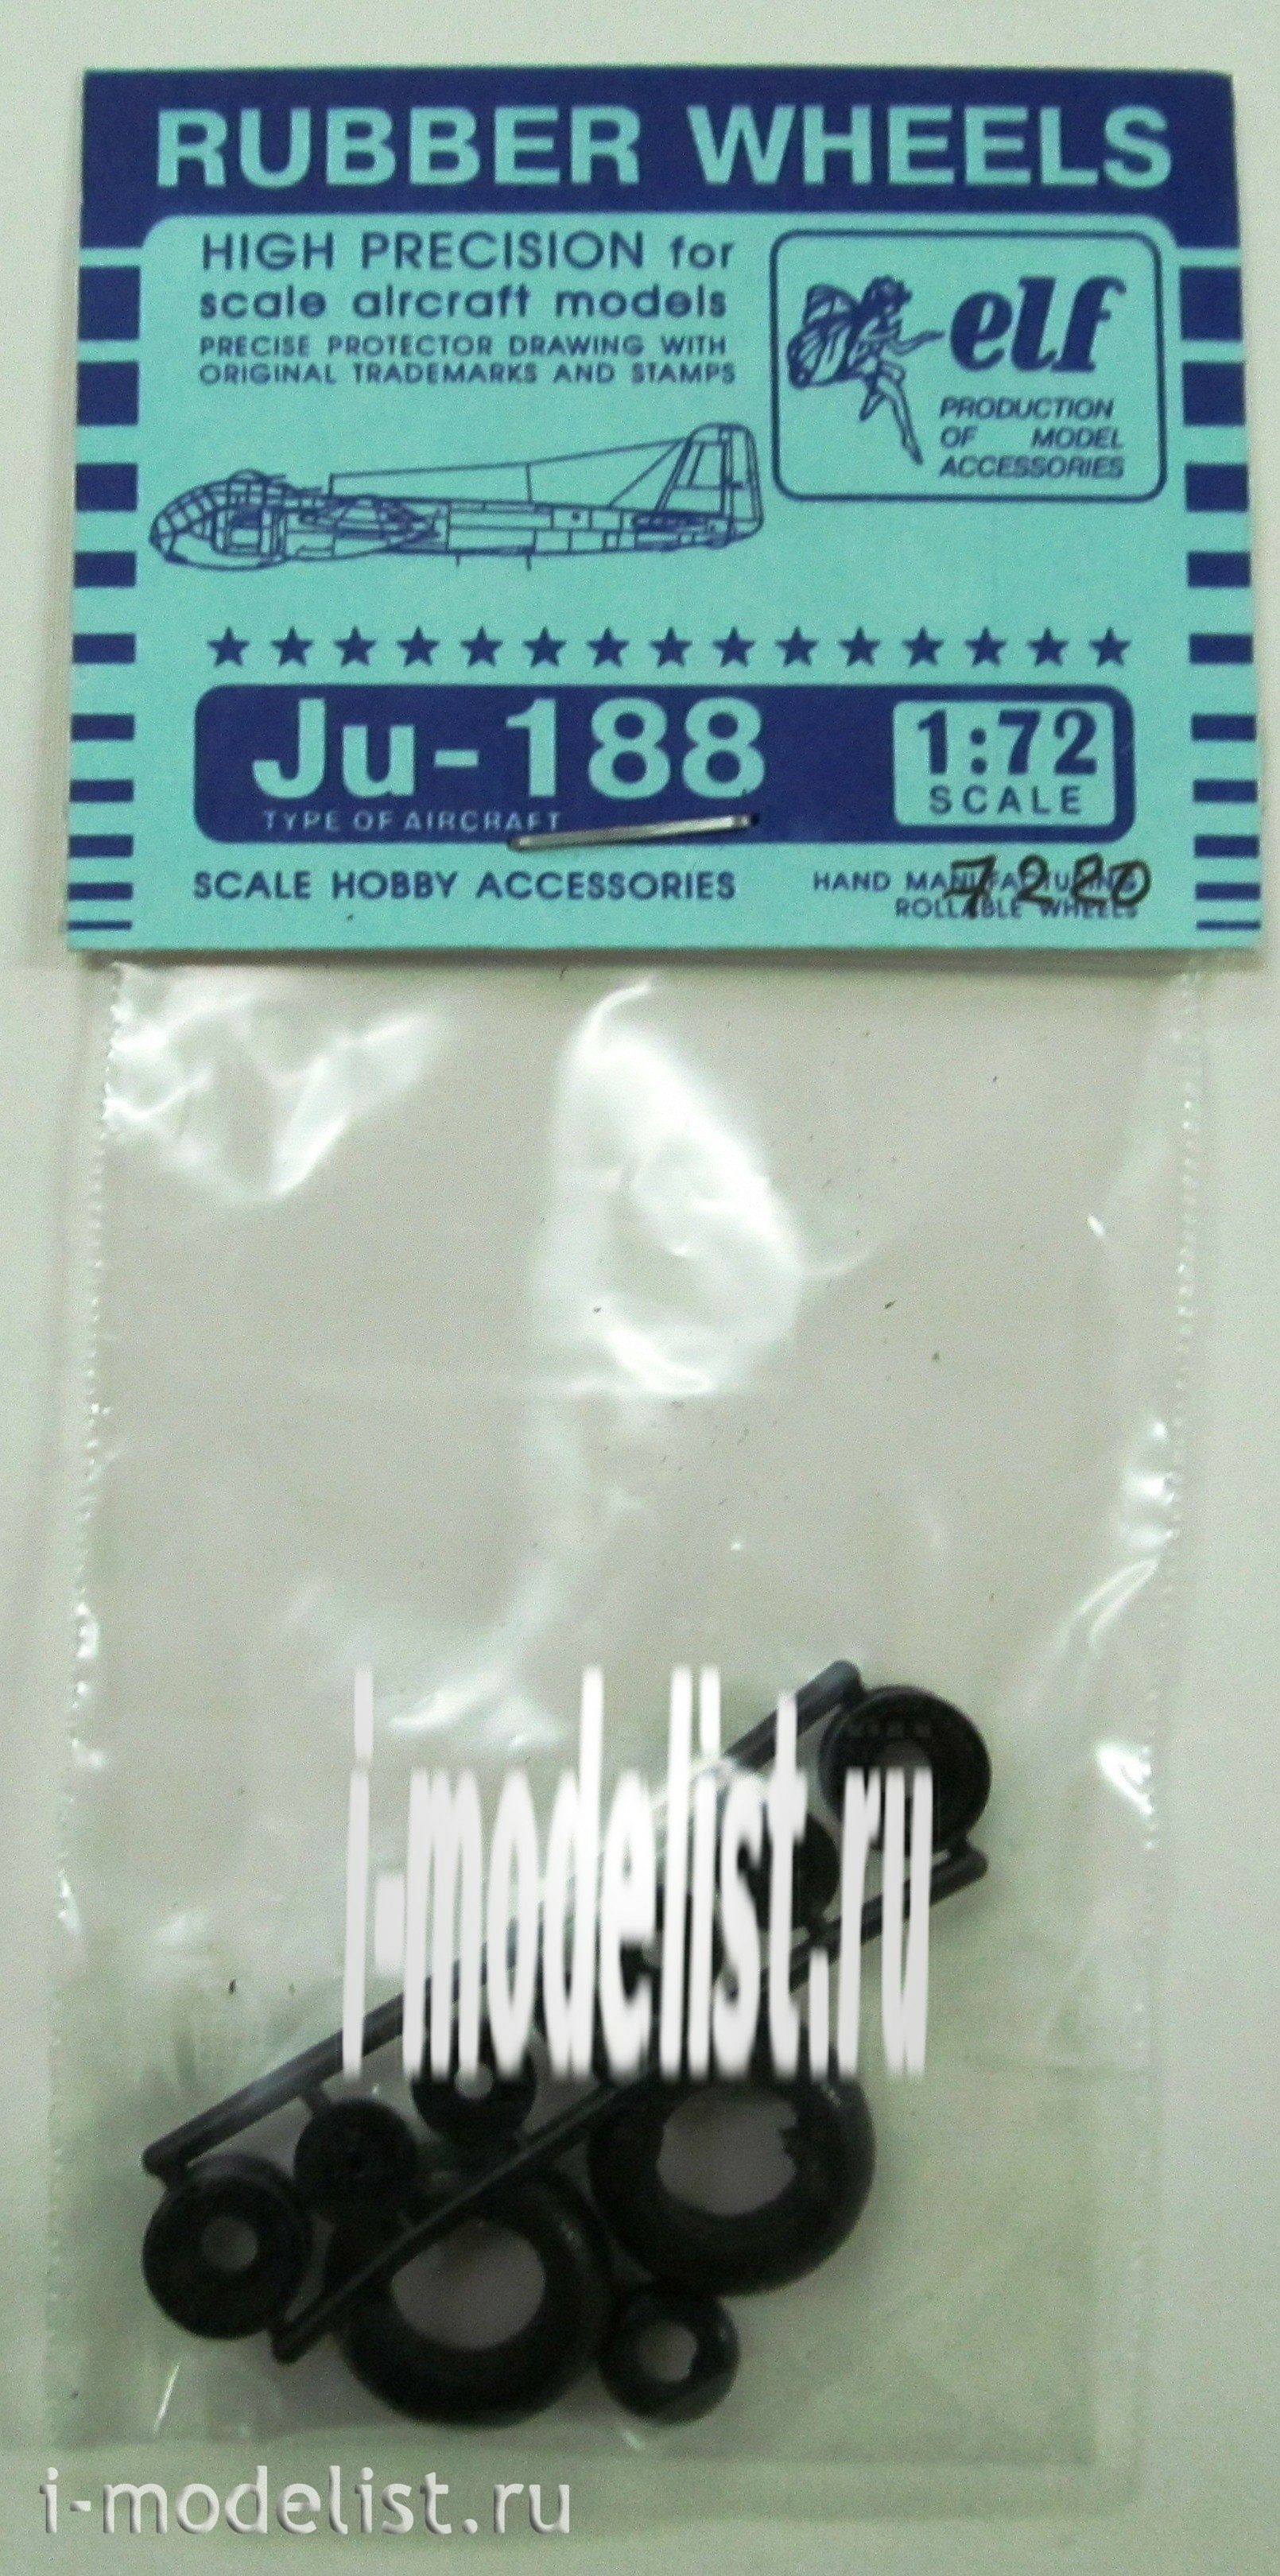 RUBBER WHEELS
HIGH PRECISION for
scale aircraft models
PRECISE PROTECTOR DRAWING WITH
ORIGINAL TRADEMARKS AND STAMPS
elf
PRODUCTION
OF MODEL
ACCESSORIES
Ju-188
TYPE OF AIRCRAFT
1:72
SCALE
SCALE HOBBY ACCESSORIES
HAND MANUFACTURING
ROLLABLE WHEELS
7220
i-modelist.ru
i-modelist.ru